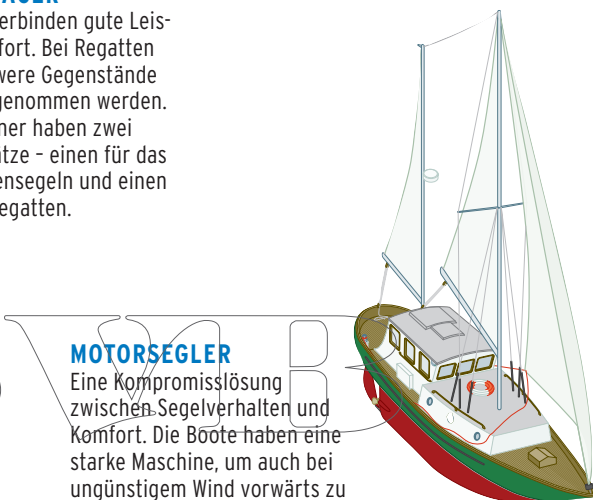 erbinden gute Leis-
fort. Bei Regatten
were Gegenstände
genommen werden.
ner haben zwei
tze – einen für das
ensegeln und einen
egatten.
MOTORSEGLER
Eine Kompromisslösung
zwischen Segelverhalten und
Komfort. Die Boote haben eine
starke Maschine, um auch bei
ungünstigem Wind vorwärts zu